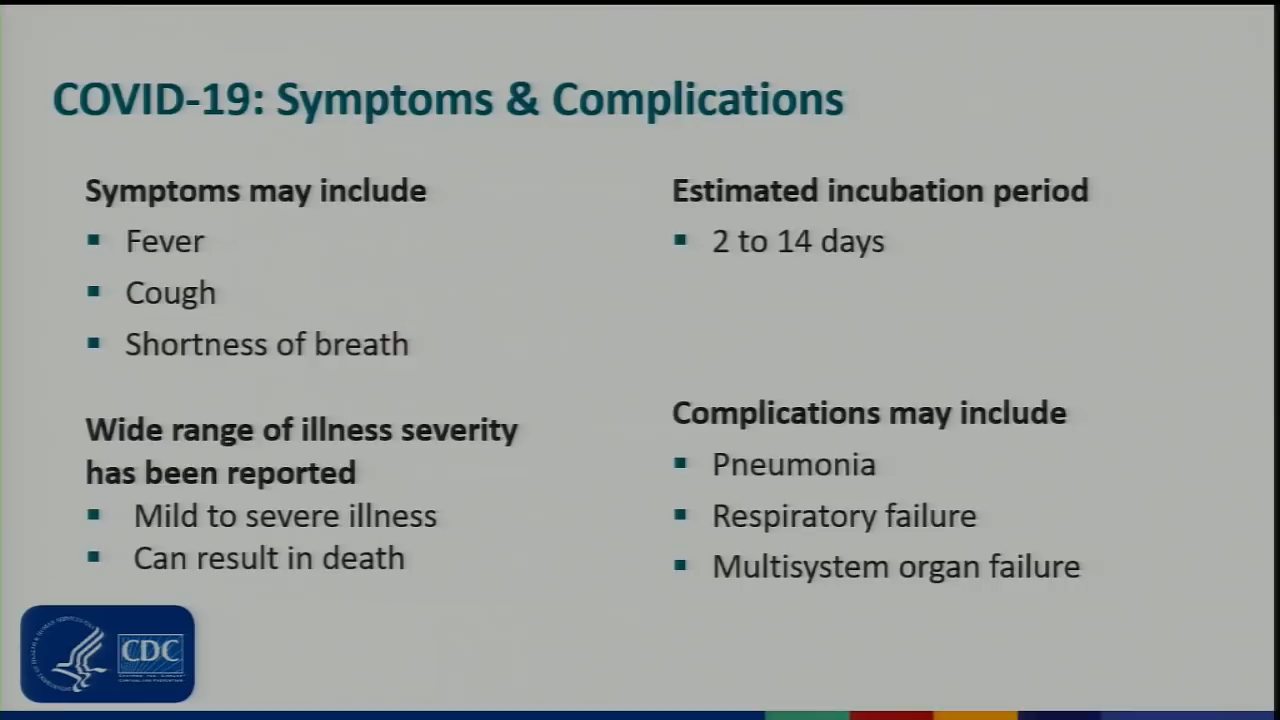 COVID-19: Symptoms & Complications
Symptoms may include
▪ Fever
▪ Cough
▪ Shortness of breath
Wide range of illness severity
has been reported
▪ Mild to severe illness
▪ Can result in death
Estimated incubation period
▪ 2 to 14 days
Complications may include
▪ Pneumonia
▪ Respiratory failure
▪ Multisystem organ failure
CDC